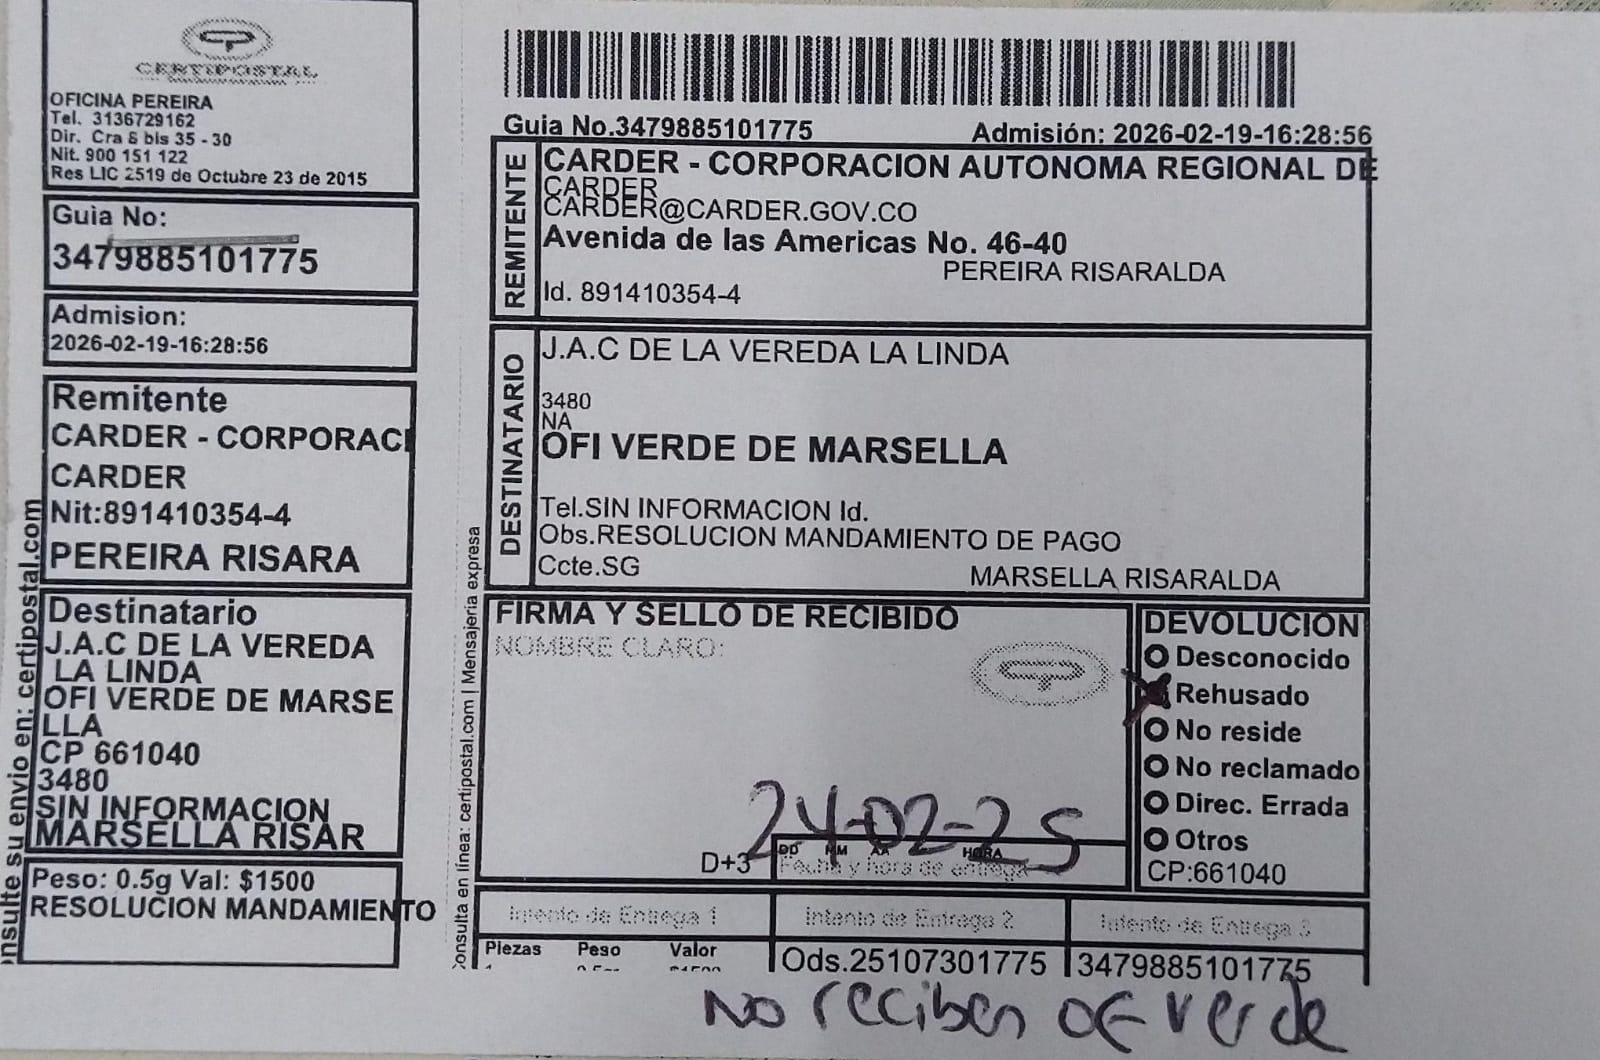 CERTIPOSTAL
OFICINA PEREIRA
Tel. 3136729162
Dir. Cra 8 bis 35 - 30
Nit. 900 151 122
Res LIC 2519 de Octubre 23 de 2015
Guia No:
3479885101775
Admision:
2026-02-19-16:28:56
Remitente
CARDER - CORPORACI
CARDER
Nit:891410354-4
PEREIRA RISARA
Destinatario
J.A.C DE LA VEREDA
LA LINDA
OFI VERDE DE MARSE
LLA
CP 661040
3480
SIN INFORMACION
MARSELLA RISAR
Peso: 0.5g Val: $1500
RESOLUCION MANDAMIENTO
nsulte su envio en: certipostal.com
onsulta en línea: certipostal.com | Mensajería expresa
Guia No.3479885101775 Admisión: 2026-02-19-16:28:56
REMITENTE
CARDER - CORPORACION AUTONOMA REGIONAL DE
CARDER
CARDER@CARDER.GOV.CO
Avenida de las Americas No. 46-40
PEREIRA RISARALDA
Id. 891410354-4
DESTINATARIO
J.A.C DE LA VEREDA LA LINDA
3480
NA
OFI VERDE DE MARSELLA
Tel.SIN INFORMACION Id.
Obs.RESOLUCION MANDAMIENTO DE PAGO
Ccte.SG MARSELLA RISARALDA
FIRMA Y SELLO DE RECIBIDO
NOMBRE CLARO:
24-02-25
D+3 DD MM AA HORA
Fecha y hora de entrega
DEVOLUCION
Desconocido
Rehusado
No reside
No reclamado
Direc. Errada
Otros
CP:661040
Intento de Entrega 1 Intento de Entrega 2 Intento de Entrega 3
Piezas Peso Valor
Ods.25107301775 3479885101775
No reciben OF Verde